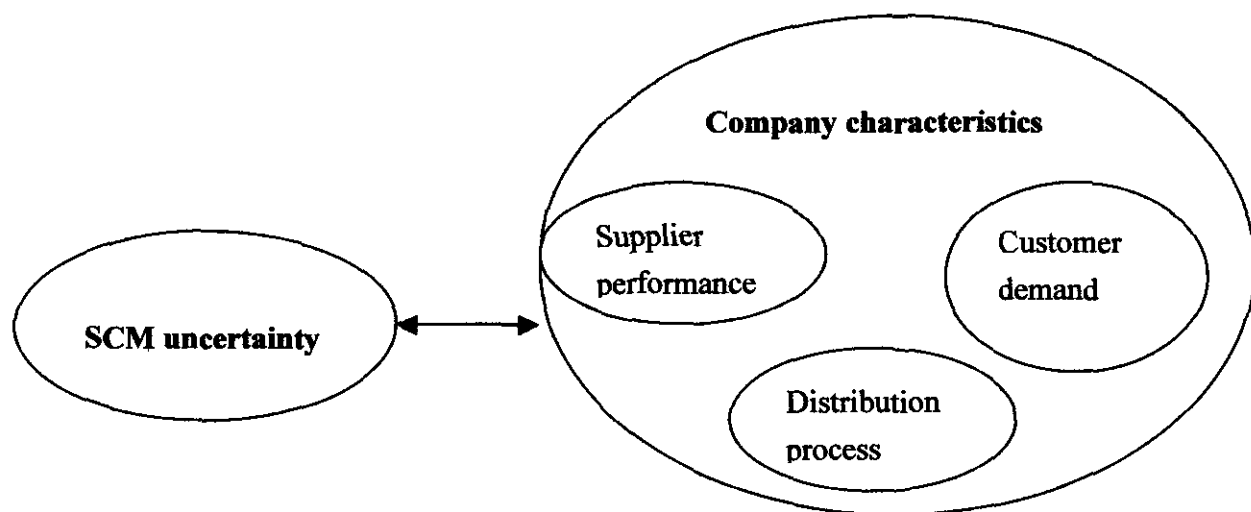 Company characteristics
Supplier
performance
Customer
demand
SCM uncertainty
Distribution
process